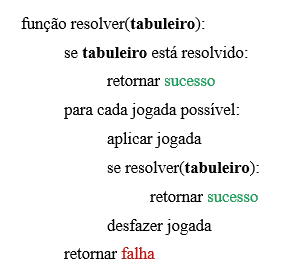 função resolver(tabuleiro):
se tabuleiro está resolvido:
retornar sucesso
para cada jogada possível:
aplicar jogada
se resolver(tabuleiro):
retornar sucesso
desfazer jogada
retornar falha